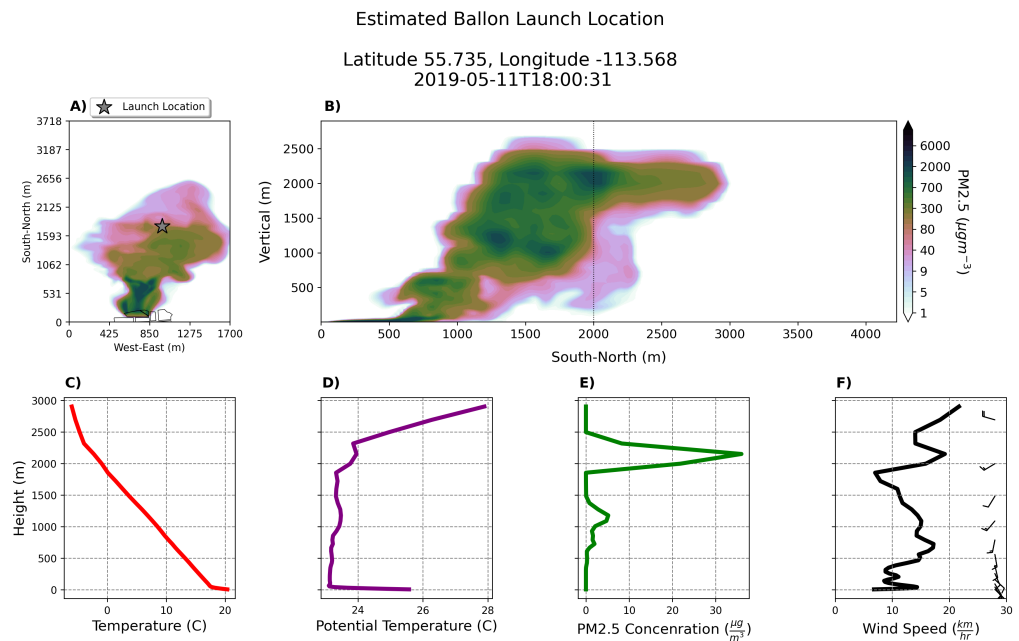 Estimated Ballon Launch Location
Latitude 55.735, Longitude -113.568
2019-05-11T18:00:31
A)
Launch Location
3718
3187
2656
2125
1593
1062
531
0
South-North (m)
0 425 850 1275 1700
West-East (m)
B)
2500
2000
1500
1000
500
Vertical (m)
0 500 1000 1500 2000 2500 3000 3500 4000
South-North (m)
6000
2000
700
300
80
40
9
5
1
PM2.5 (μgm⁻³)
C)
3000
2500
2000
1500
1000
500
0
Height (m)
0 10 20
Temperature (C)
D)
24 26 28
Potential Temperature (C)
E)
0 10 20 30
PM2.5 Concenration (μg/m³)
F)
0 10 20 30
Wind Speed (km/hr)